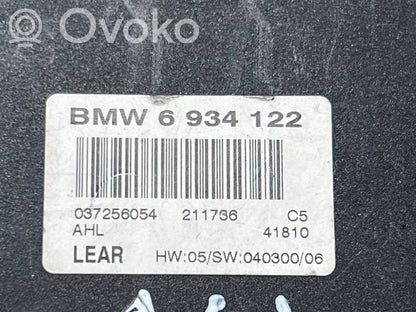 Ovoko
BMW 6 934 122
037256054 211736 C5
AHL 41810
LEAR HW:05/SW:040300/06